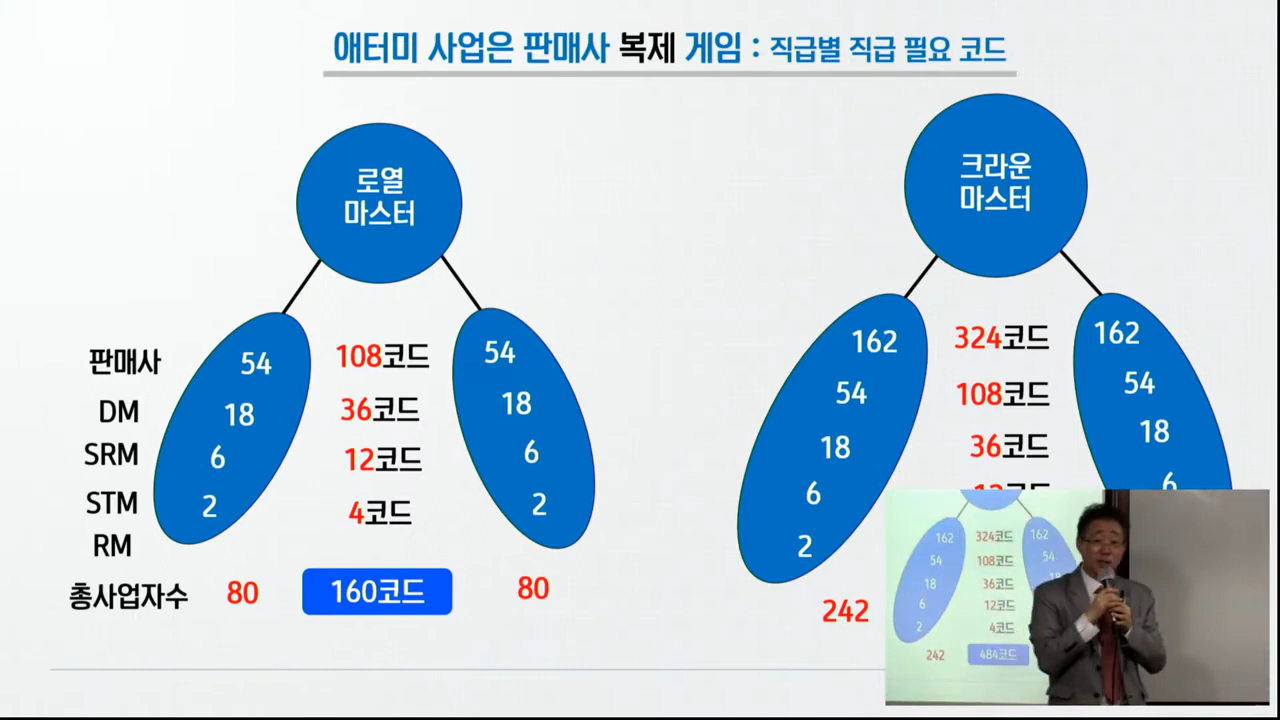 애터미 사업은 판매사 복제 게임 : 직급별 직급 필요 코드
로열
마스터
크라운
마스터
판매사 54 108코드 54
DM 18 36코드 18
SRM 6 12코드 6
STM 2 4코드 2
RM
총사업자수 80 160코드 80
162 324코드 162
54 108코드 54
18 36코드 18
6 12코드 6
2
242
162 324코드 162
54 108코드 54
18 36코드 18
6 12코드
2 4코드
242 484코드